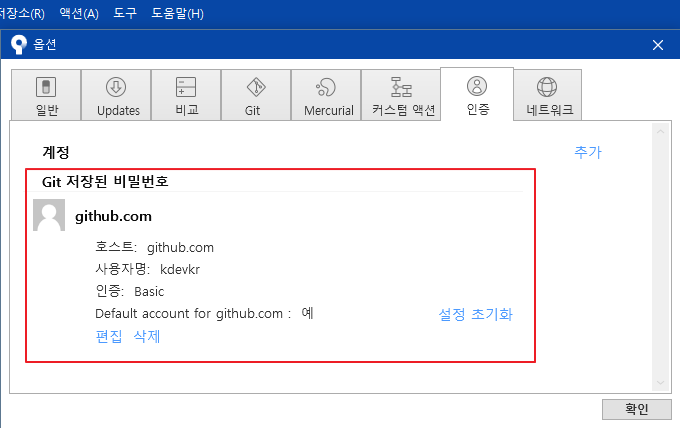 저장소(R) 액션(A) 도구 도움말(H)
옵션
일반 Updates 비교 Git Mercurial 커스텀 액션 인증 네트워크
계정 추가
Git 저장된 비밀번호
github.com
호스트: github.com
사용자명: kdevkr
인증: Basic
Default account for github.com : 예 설정 초기화
편집 삭제
확인